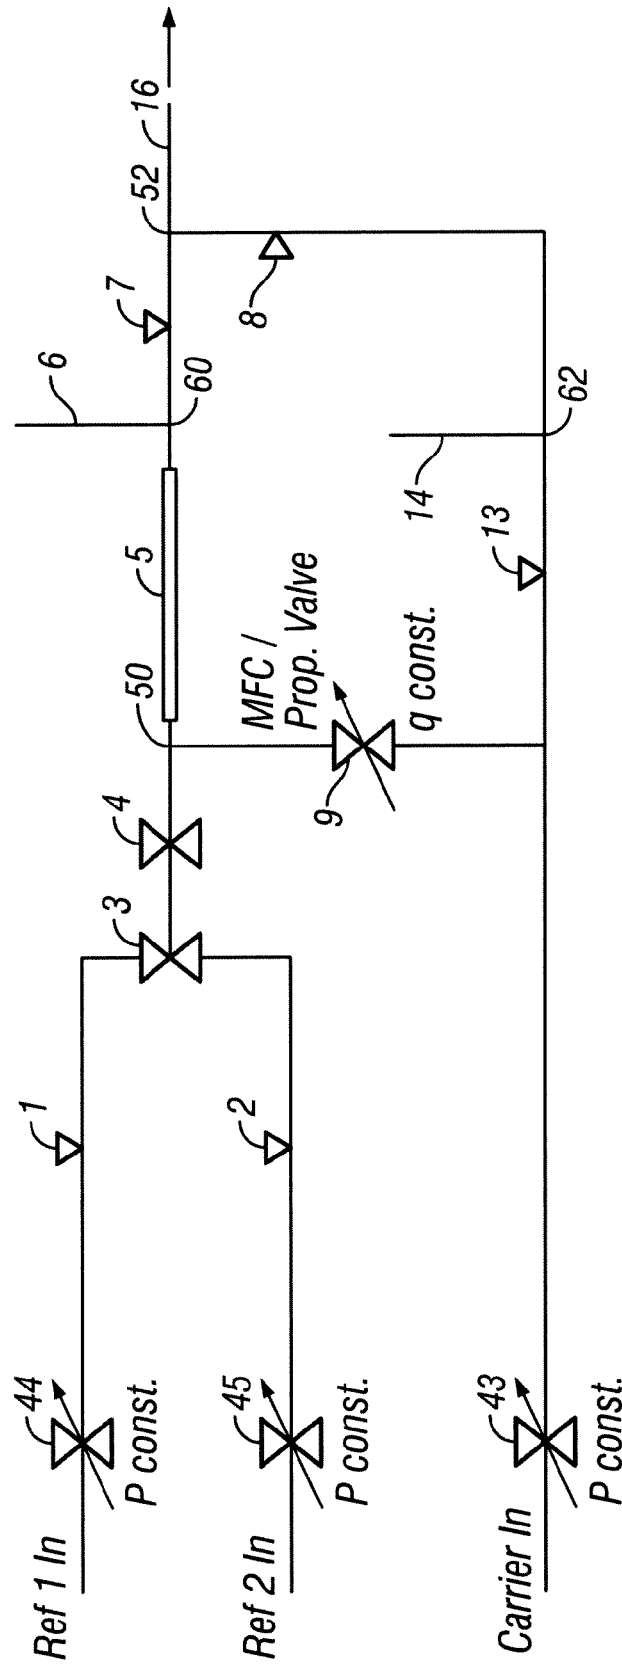 Ref 1 In
44
P const.
1
Ref 2 In
45
P const.
2
3
4
50
5
60
6
7
52
16
MFC /
Prop. Valve
9
q const.
8
Carrier In
43
P const.
13
14
62